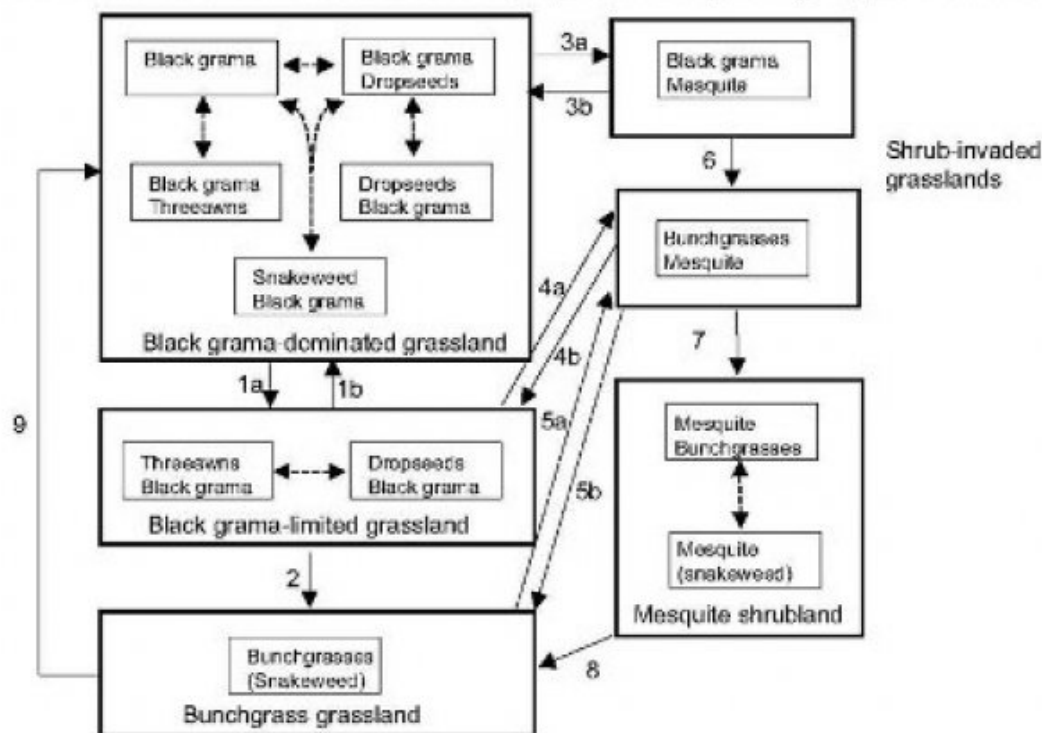 Black grama
Black grama
Dropseeds
Black grama
Threeawns
Dropseeds
Black grama
Snakeweed
Black grama
Black grama-dominated grassland
3a
3b
Black grama
Mesquite
6
Shrub-invaded
grasslands
Bunchgrasses
Mesquite
4a
4b
1a
1b
9
5a
5b
7
Threeawns
Black grama
Dropseeds
Black grama
Black grama-limited grassland
Mesquite
Bunchgrasses
Mesquite
(snakeweed)
Mesquite shrubland
2
8
Bunchgrasses
(Snakeweed)
Bunchgrass grassland